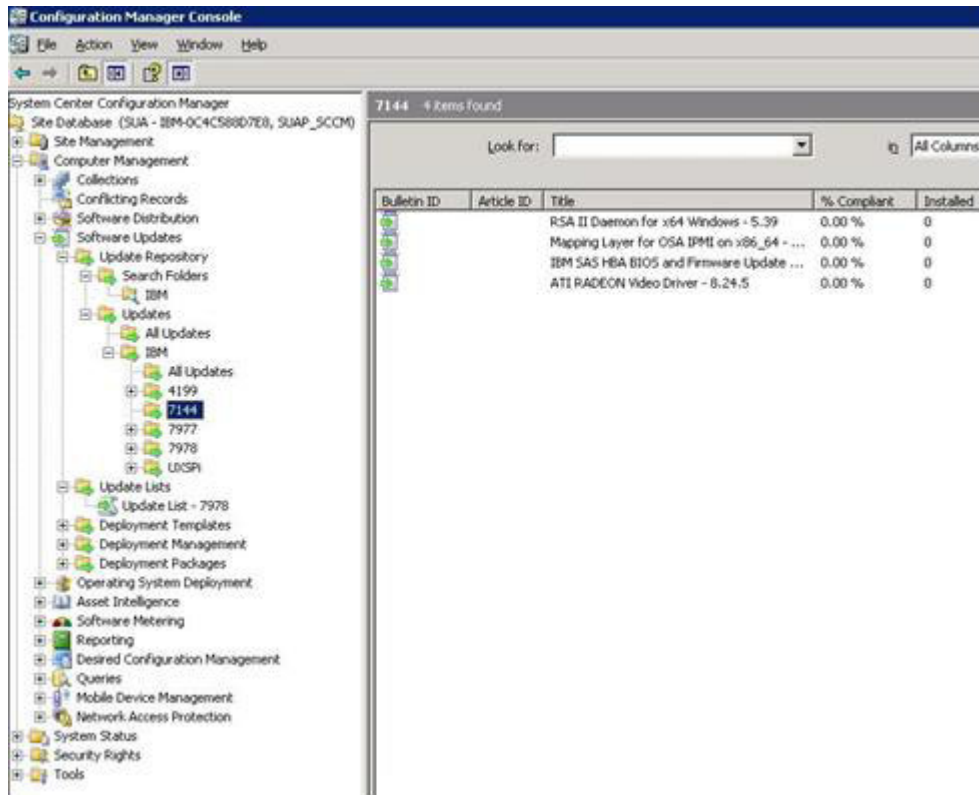 Configuration Manager Console
File Action View Window Help
System Center Configuration Manager
Site Database (SUA - IBM-0C4C588D7E8, SUAP_SCCM)
Site Management
Computer Management
Collections
Conflicting Records
Software Distribution
Software Updates
Update Repository
Search Folders
IBM
Updates
All Updates
IBM
All Updates
4199
7144
7977
7978
UXSPi
Update Lists
Update List - 7978
Deployment Templates
Deployment Management
Deployment Packages
Operating System Deployment
Asset Intelligence
Software Metering
Reporting
Desired Configuration Management
Queries
Mobile Device Management
Network Access Protection
System Status
Security Rights
Tools
7144 4 items found
Look for: in All Columns
Bulletin ID Article ID Title % Compliant Installed
RSA II Daemon for x64 Windows - 5.39 0.00 % 0
Mapping Layer for OSA IPMI on x86_64 - ... 0.00 % 0
IBM SAS HBA BIOS and Firmware Update ... 0.00 % 0
ATI RADEON Video Driver - 8.24.5 0.00 % 0